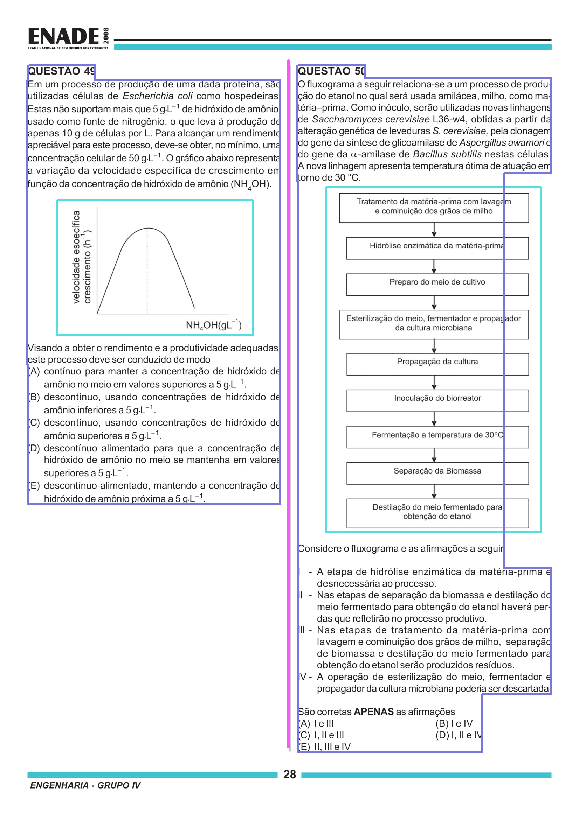 ENADE 2008
EXAME NACIONAL DE DESEMPENHO DOS ESTUDANTES
QUESTÃO 49
Em um processo de produção de uma dada proteína, são
utilizadas células de Escherichia coli como hospedeiras.
Estas não suportam mais que 5 g·L⁻¹ de hidróxido de amônio,
usado como fonte de nitrogênio, o que leva à produção de
apenas 10 g de células por L. Para alcançar um rendimento
apreciável para este processo, deve-se obter, no mínimo, uma
concentração celular de 50 g·L⁻¹. O gráfico abaixo representa
a variação da velocidade específica de crescimento em
função da concentração de hidróxido de amônio (NH₄OH).
velocidade específica
crescimento (h⁻¹)
NH₄OH(gL⁻¹)
Visando a obter o rendimento e a produtividade adequadas,
este processo deve ser conduzido de modo
(A) contínuo para manter a concentração de hidróxido de
amônio no meio em valores superiores a 5 g·L⁻¹.
(B) descontínuo, usando concentrações de hidróxido de
amônio inferiores a 5 g·L⁻¹.
(C) descontínuo, usando concentrações de hidróxido de
amônio superiores a 5 g·L⁻¹.
(D) descontínuo alimentado para que a concentração de
hidróxido de amônio no meio se mantenha em valores
superiores a 5 g·L⁻¹.
(E) descontínuo alimentado, mantendo a concentração de
hidróxido de amônio próxima a 5 g·L⁻¹.
QUESTÃO 50
O fluxograma a seguir relaciona-se a um processo de produ-
ção do etanol no qual será usada amilácea, milho, como ma-
téria–prima. Como inóculo, serão utilizadas novas linhagens
de Saccharomyces cerevisiae L36-w4, obtidas a partir da
alteração genética de leveduras S. cerevisiae, pela clonagem
do gene da síntese de glicoamilase de Aspergillus awamori e
do gene da α–amilase de Bacillus subtilis nestas células.
A nova linhagem apresenta temperatura ótima de atuação em
torno de 30 °C.
Tratamento da matéria-prima com lavagem
e cominuição dos grãos de milho
Hidrólise enzimática da matéria-prima
Preparo do meio de cultivo
Esterilização do meio, fermentador e propagador
da cultura microbiana
Propagação da cultura
Inoculação do biorreator
Fermentação a temperatura de 30°C
Separação da Biomassa
Destilação do meio fermentado para
obtenção do etanol
Considere o fluxograma e as afirmações a seguir.
I - A etapa de hidrólise enzimática da matéria-prima é
desnecessária ao processo.
II - Nas etapas de separação da biomassa e destilação do
meio fermentado para obtenção do etanol haverá per-
das que refletirão no processo produtivo.
III - Nas etapas de tratamento da matéria-prima com
lavagem e cominuição dos grãos de milho, separação
de biomassa e destilação do meio fermentado para
obtenção do etanol serão produzidos resíduos.
IV - A operação de esterilização do meio, fermentador e
propagador da cultura microbiana poderia ser descartada.
São corretas APENAS as afirmações
(A) I e III (B) I e IV
(C) I, II e III (D) I, II e IV
(E) II, III e IV
28
ENGENHARIA - GRUPO IV